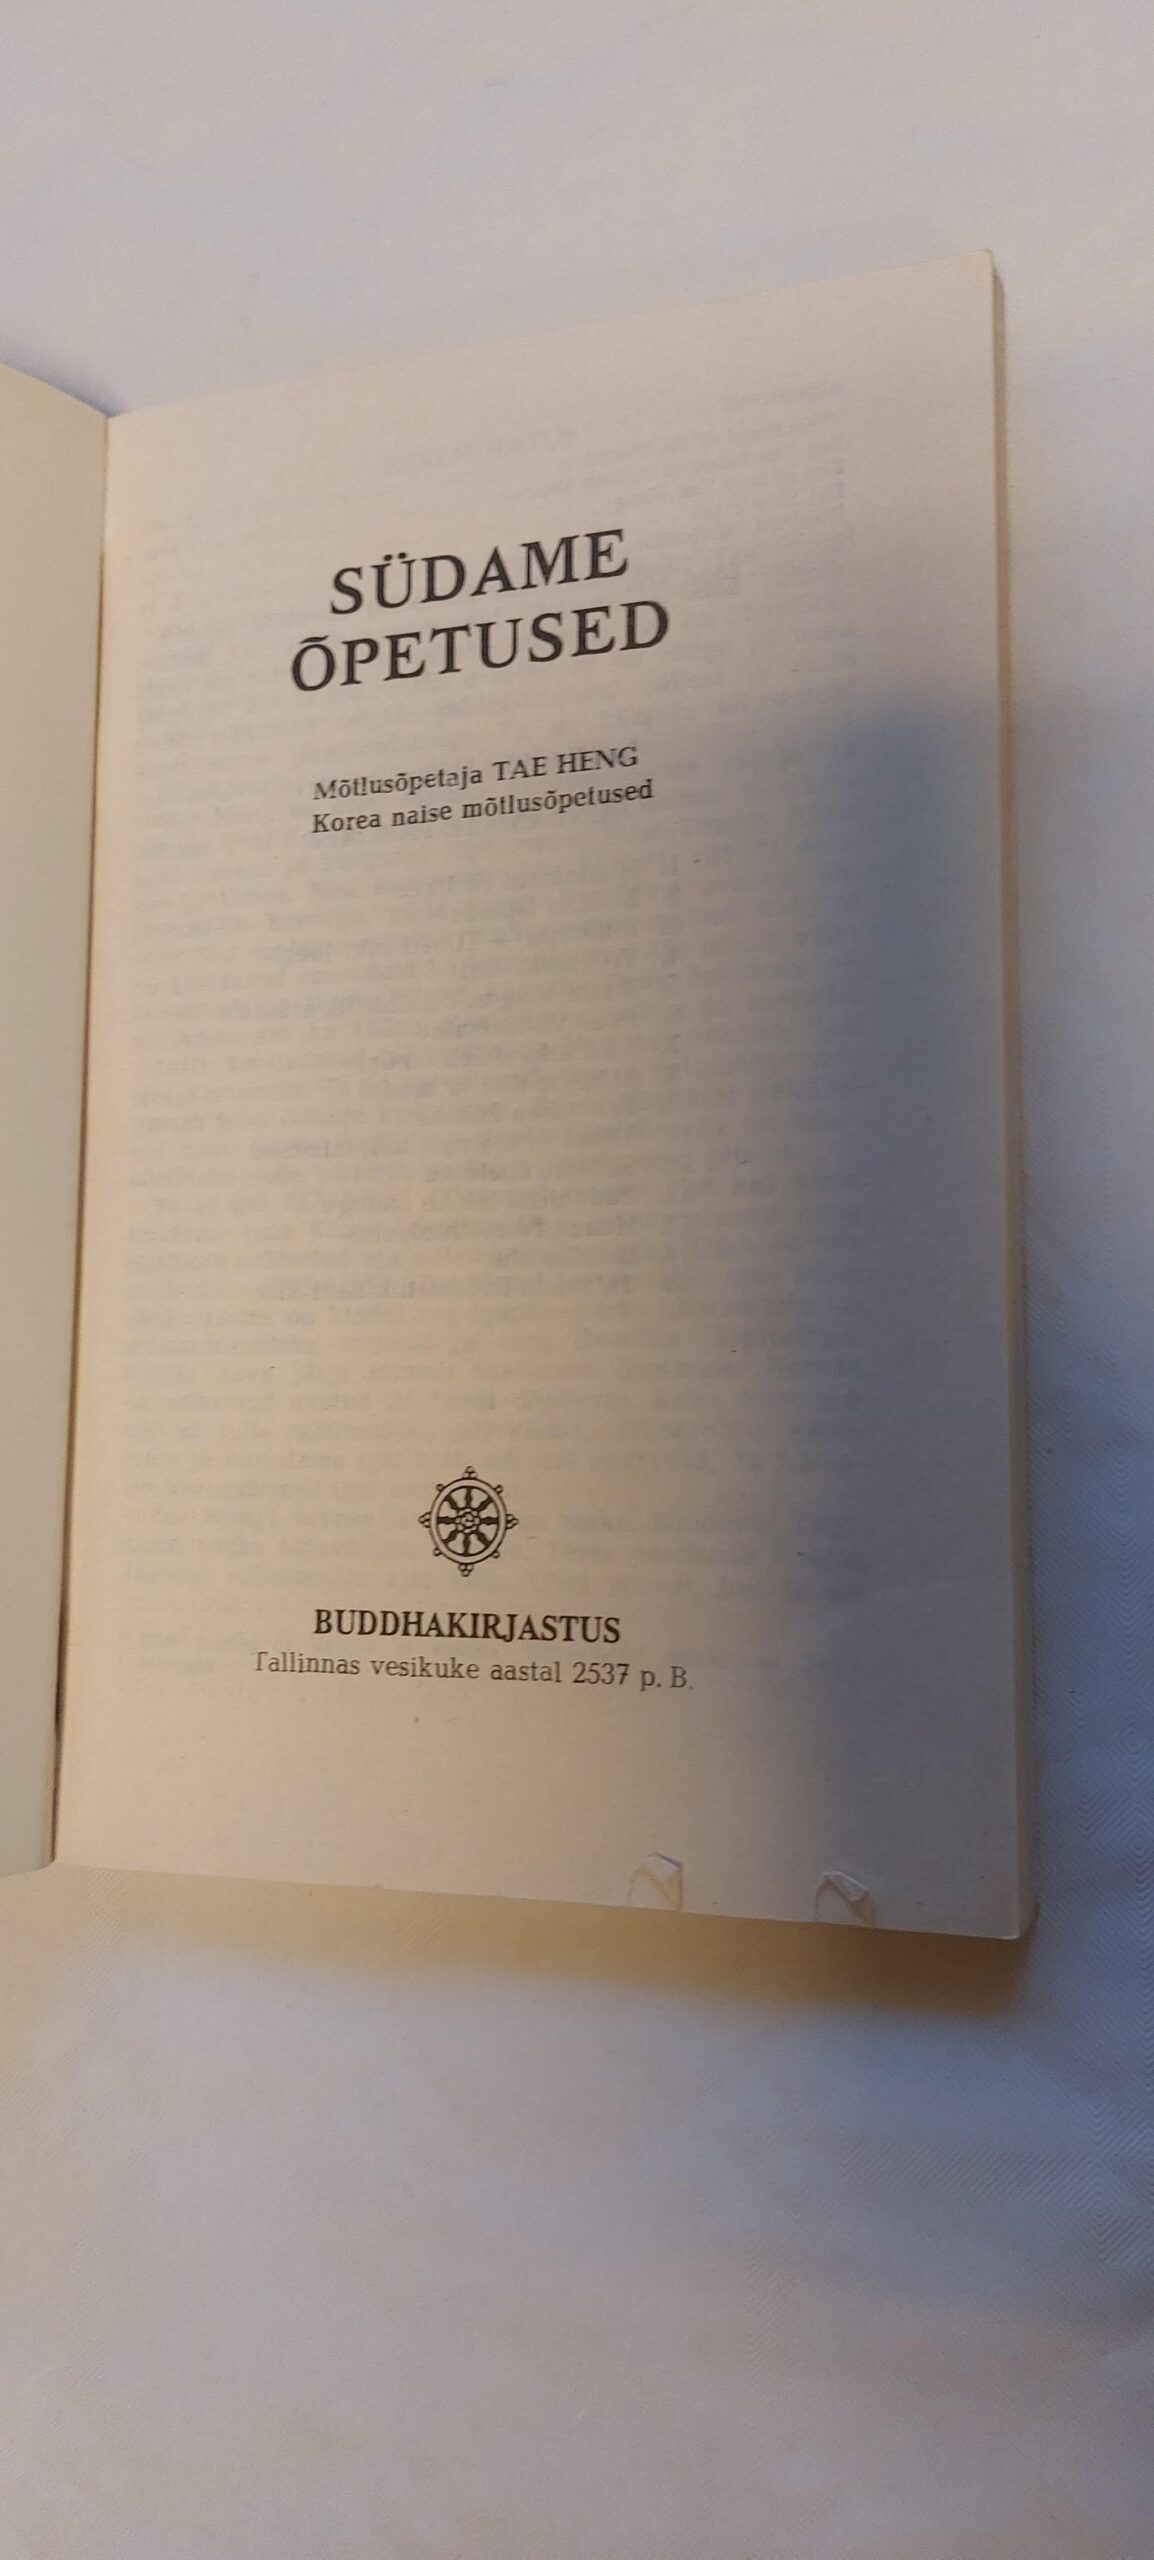 SÜDAME
ÕPETUSED
Mõtlusõpetaja TAE HENG
Korea naise mõtlusõpetused
BUDDHAKIRJASTUS
Tallinnas vesikuke aastal 2537 p. B.